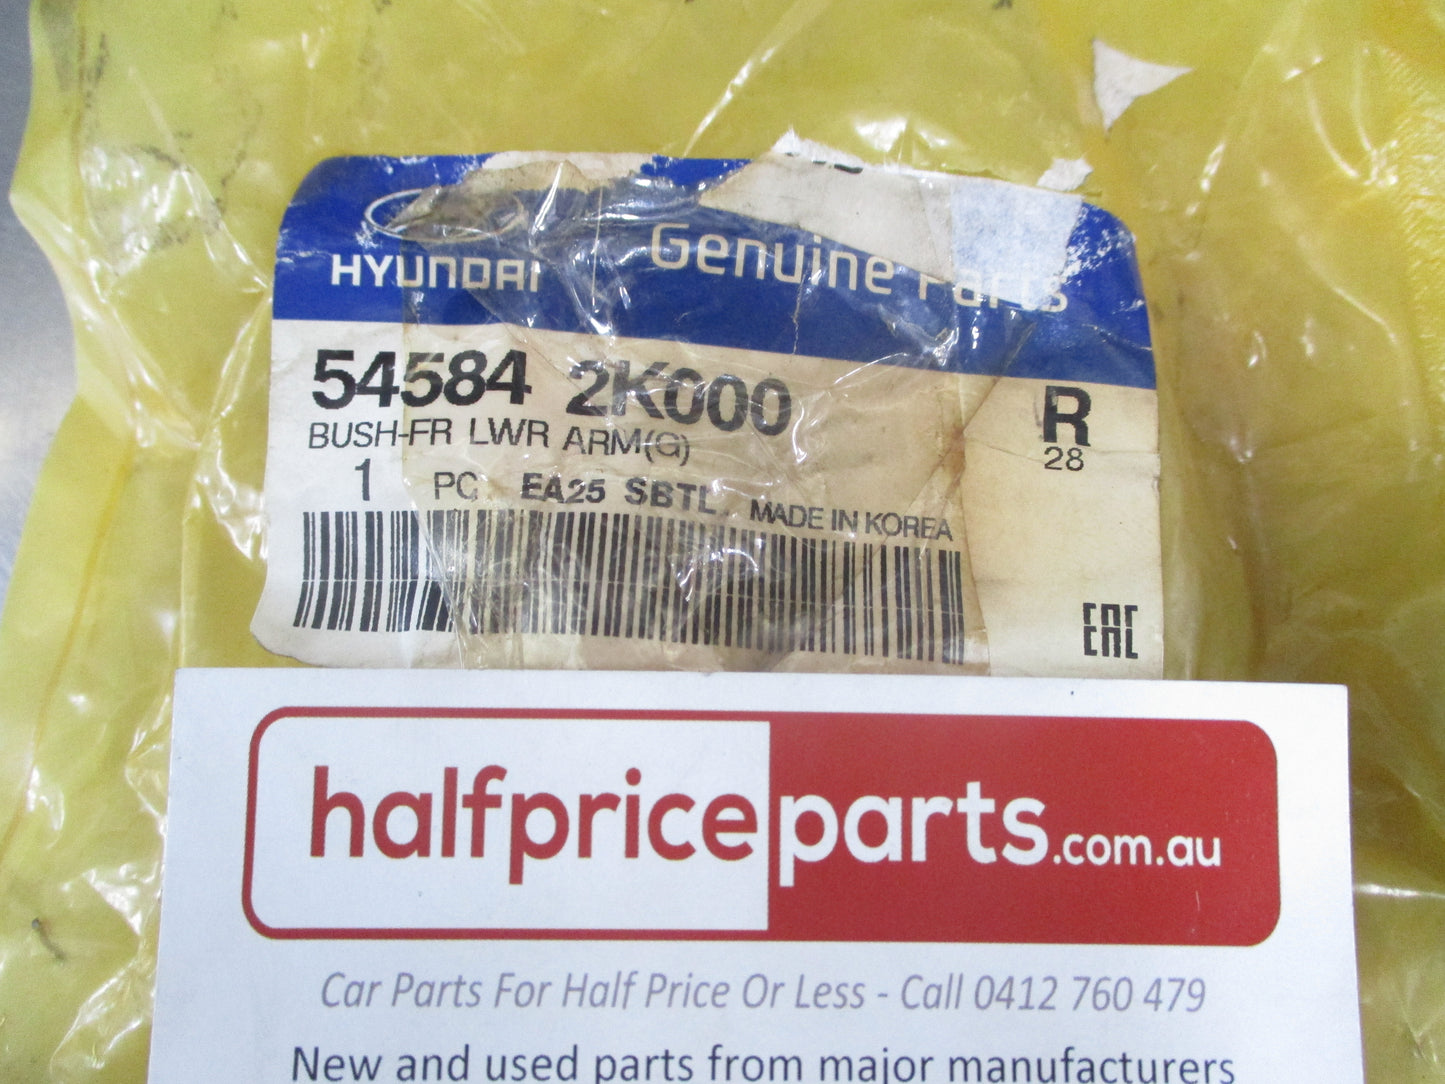 HYUNDAI Genuine Parts
54584 2K000 R
BUSH-FR LWR ARM(G) 28
1 PC EA25 SBTL MADE IN KOREA
EAC
halfpriceparts.com.au
Car Parts For Half Price Or Less - Call 0412 760 479
New and used parts from major manufacturers